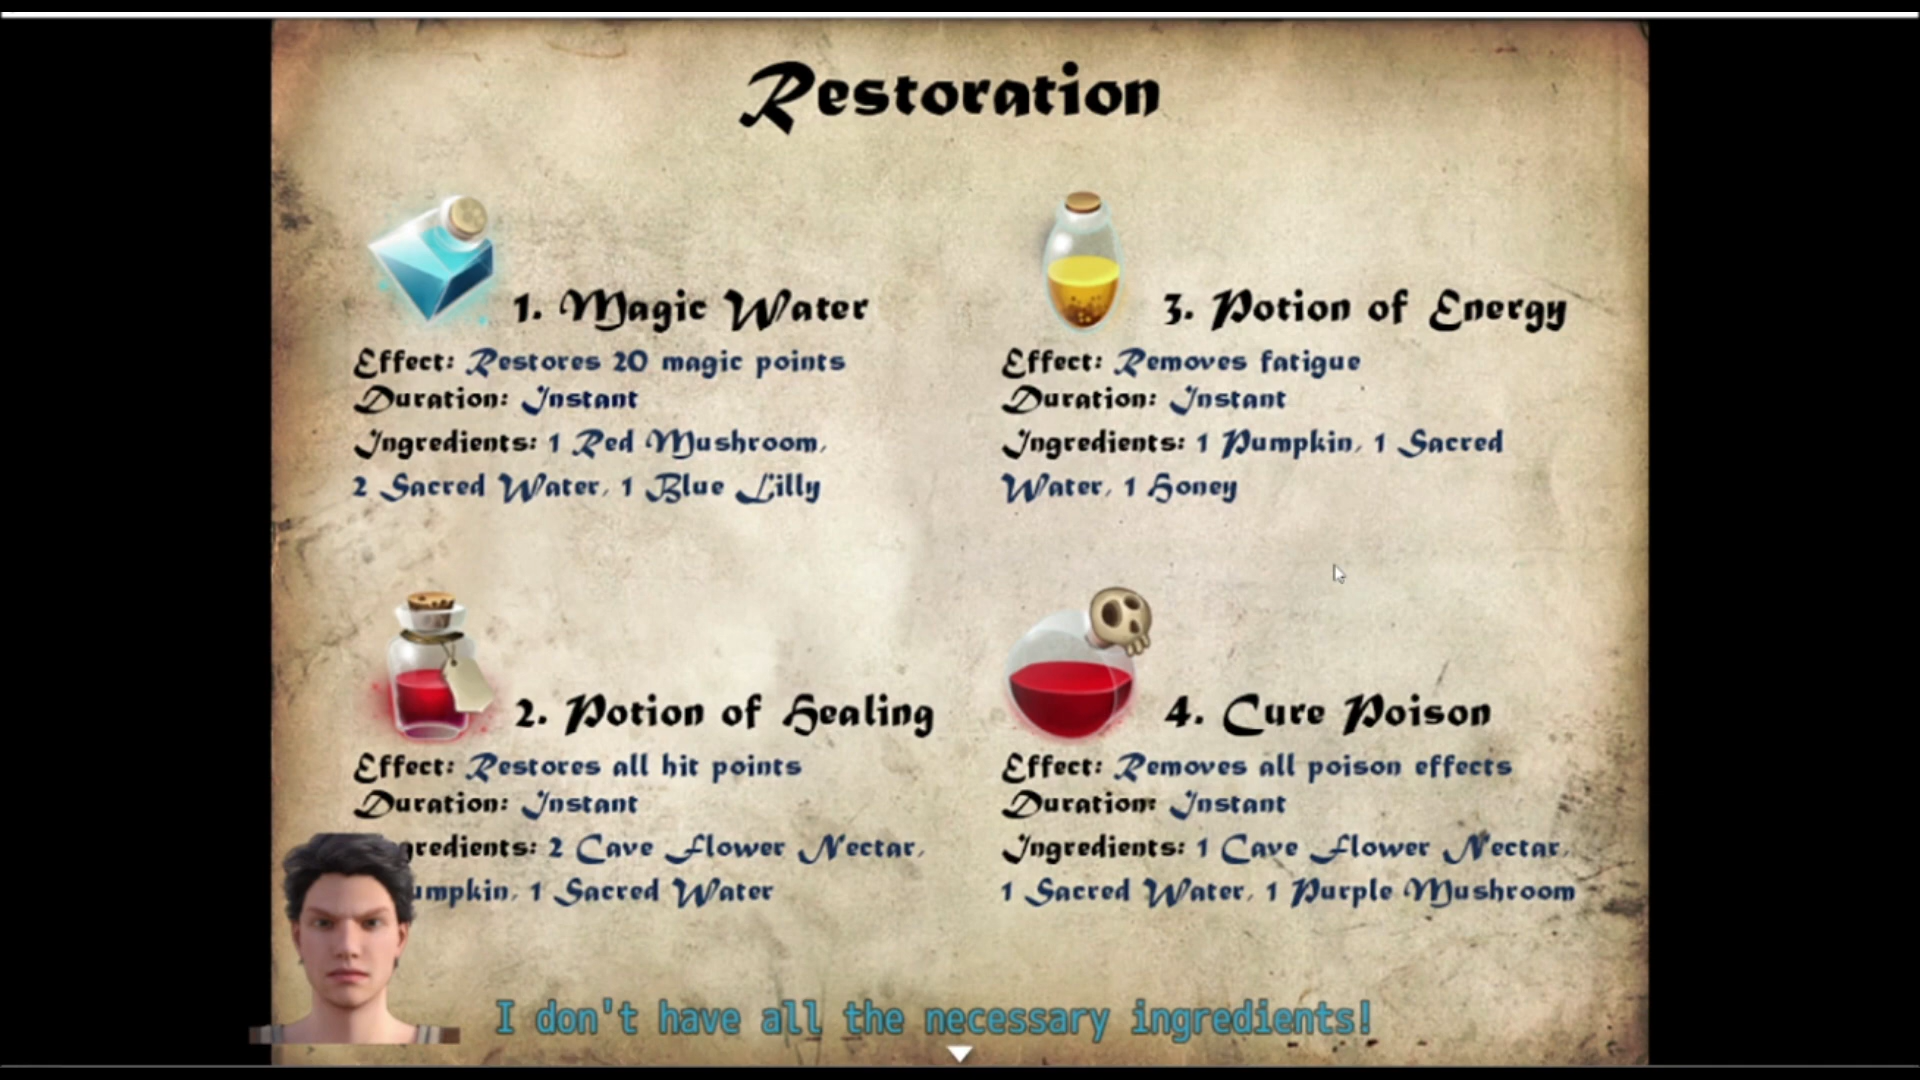 Restoration
1. Magic Water
Effect: Restores 20 magic points
Duration: Instant
Ingredients: 1 Red Mushroom,
2 Sacred Water, 1 Blue Lilly
2. Potion of Healing
Effect: Restores all hit points
Duration: Instant
gredients: 2 Cave Flower Nectar,
umpkin, 1 Sacred Water
3. Potion of Energy
Effect: Removes fatigue
Duration: Instant
Ingredients: 1 Pumpkin, 1 Sacred
Water, 1 Honey
4. Cure Poison
Effect: Removes all poison effects
Duration: Instant
Ingredients: 1 Cave Flower Nectar,
1 Sacred Water, 1 Purple Mushroom
I don't have all the necessary ingredients!